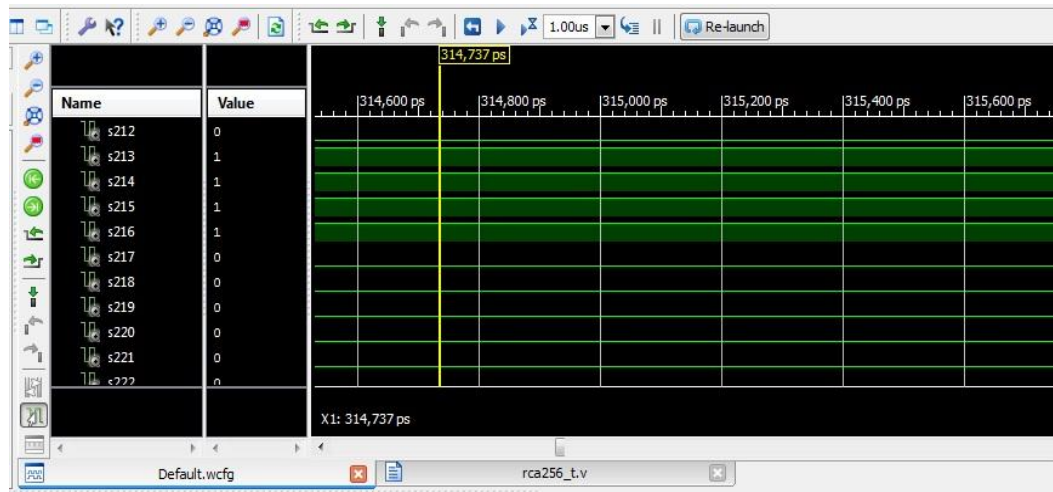 1.00us Re-launch
314,737 ps
Name Value 314,600 ps 314,800 ps 315,000 ps 315,200 ps 315,400 ps 315,600 ps
s212 0
s213 1
s214 1
s215 1
s216 1
s217 0
s218 0
s219 0
s220 0
s221 0
s222 0
X1: 314,737 ps
Default.wcfg rca256_t.v